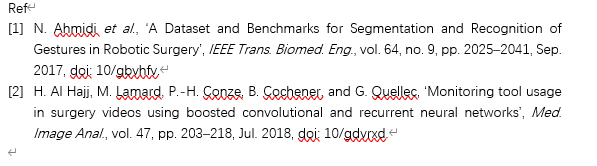 Ref
[1] N. Ahmidi et al., ‘A Dataset and Benchmarks for Segmentation and Recognition of
Gestures in Robotic Surgery’, IEEE Trans. Biomed. Eng., vol. 64, no. 9, pp. 2025–2041, Sep.
2017, doi: 10/gbvhfv.
[2] H. Al Hajj, M. Lamard, P.-H. Conze, B. Cochener, and G. Quellec, ‘Monitoring tool usage
in surgery videos using boosted convolutional and recurrent neural networks’, Med.
Image Anal., vol. 47, pp. 203–218, Jul. 2018, doi: 10/gdvrxd.